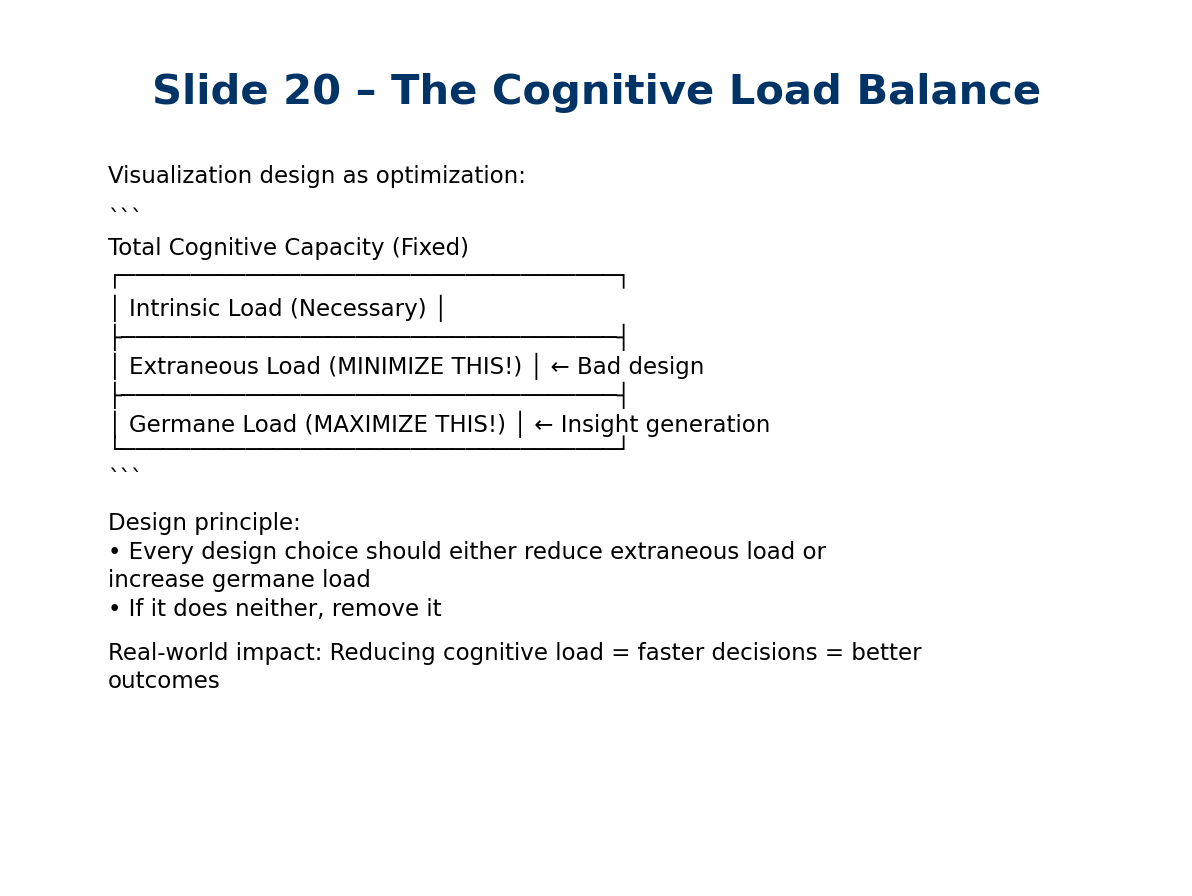 Slide 20 – The Cognitive Load Balance
Visualization design as optimization:
```
Total Cognitive Capacity (Fixed)
┌─────────────────────────────────────┐
│ Intrinsic Load (Necessary) │
├─────────────────────────────────────┤
│ Extraneous Load (MINIMIZE THIS!) │ ← Bad design
├─────────────────────────────────────┤
│ Germane Load (MAXIMIZE THIS!) │ ← Insight generation
└─────────────────────────────────────┘
```
Design principle:
• Every design choice should either reduce extraneous load or
increase germane load
• If it does neither, remove it
Real-world impact: Reducing cognitive load = faster decisions = better
outcomes